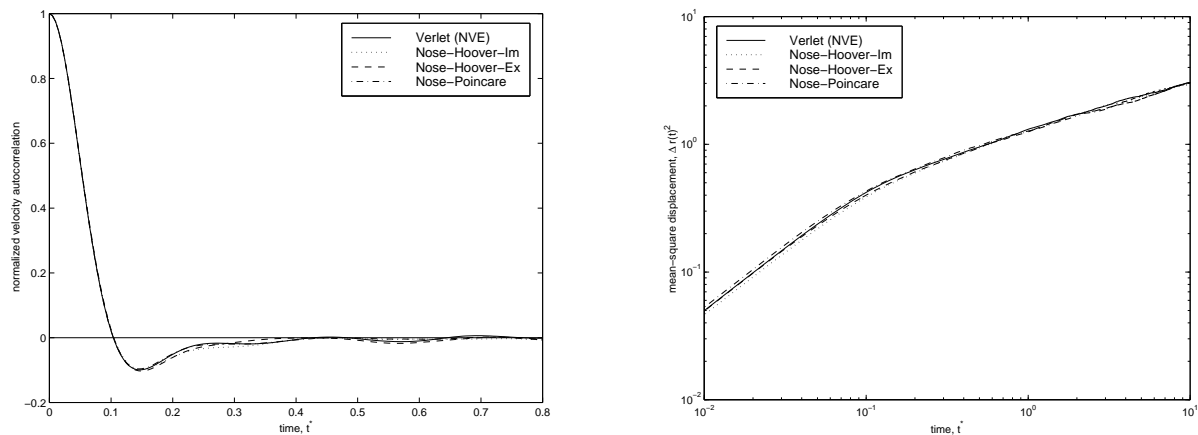 1
0.8
0.6
0.4
0.2
0
−0.2
0
0.1
0.2
0.3
0.4
0.5
0.6
0.7
0.8
normalized velocity autocorrelation
time, t*
Verlet (NVE)
Nose−Hoover−Im
Nose−Hoover−Ex
Nose−Poincare
10^1
10^0
10^−1
10^−2
10^−2
10^−1
10^0
10^1
mean−square displacement, Δ r(t)^2
time, t*
Verlet (NVE)
Nose−Hoover−Im
Nose−Hoover−Ex
Nose−Poincare